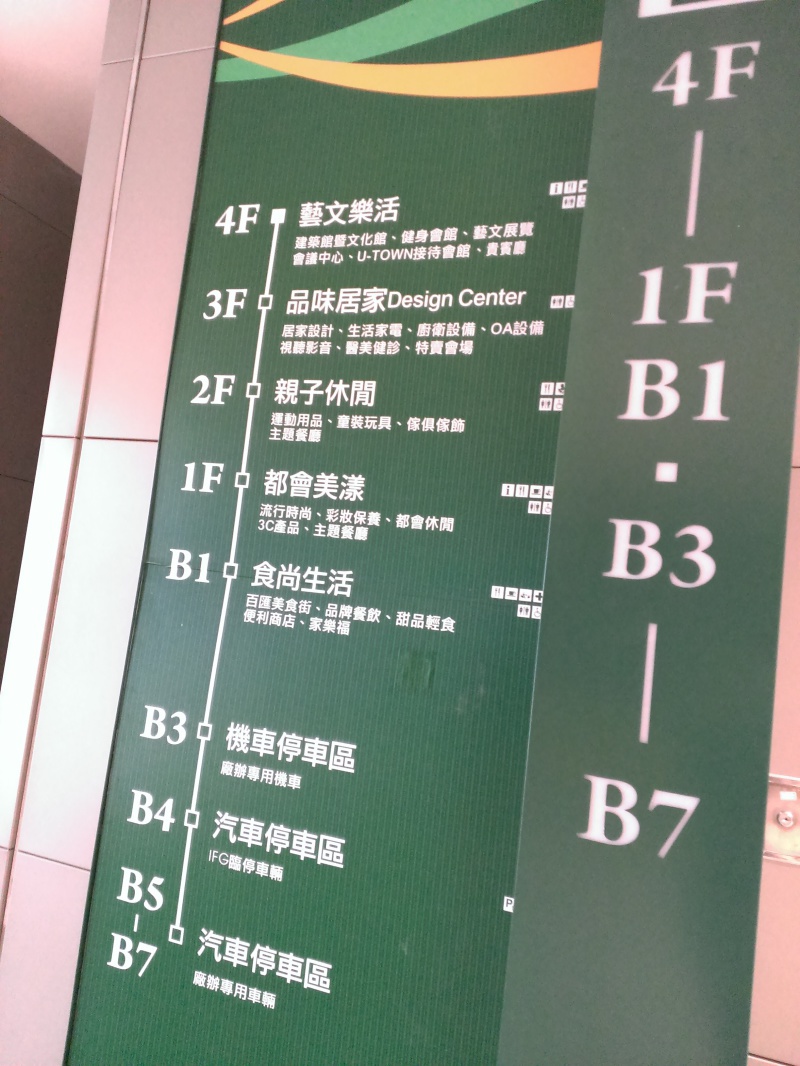 4F 藝文樂活
建築館暨文化館、健身會館、藝文展覽
會議中心、U-TOWN接待會館、貴賓廳
3F 品味居家Design Center
居家設計、生活家電、廚衛設備、OA設備
視聽影音、醫美健診、特賣會場
2F 親子休閒
運動用品、童裝玩具、傢俱傢飾
主題餐廳
1F 都會美漾
流行時尚、彩妝保養、都會休閒
3C產品、主題餐廳
B1 食尚生活
百匯美食街、品牌餐飲、甜品輕食
便利商店、家樂福
B3 機車停車區
廠辦專用機車
B4 汽車停車區
IFG臨停車輛
B5
|
B7 汽車停車區
廠辦專用車輛
P
4F
|
1F
B1
▪
B3
|
B7